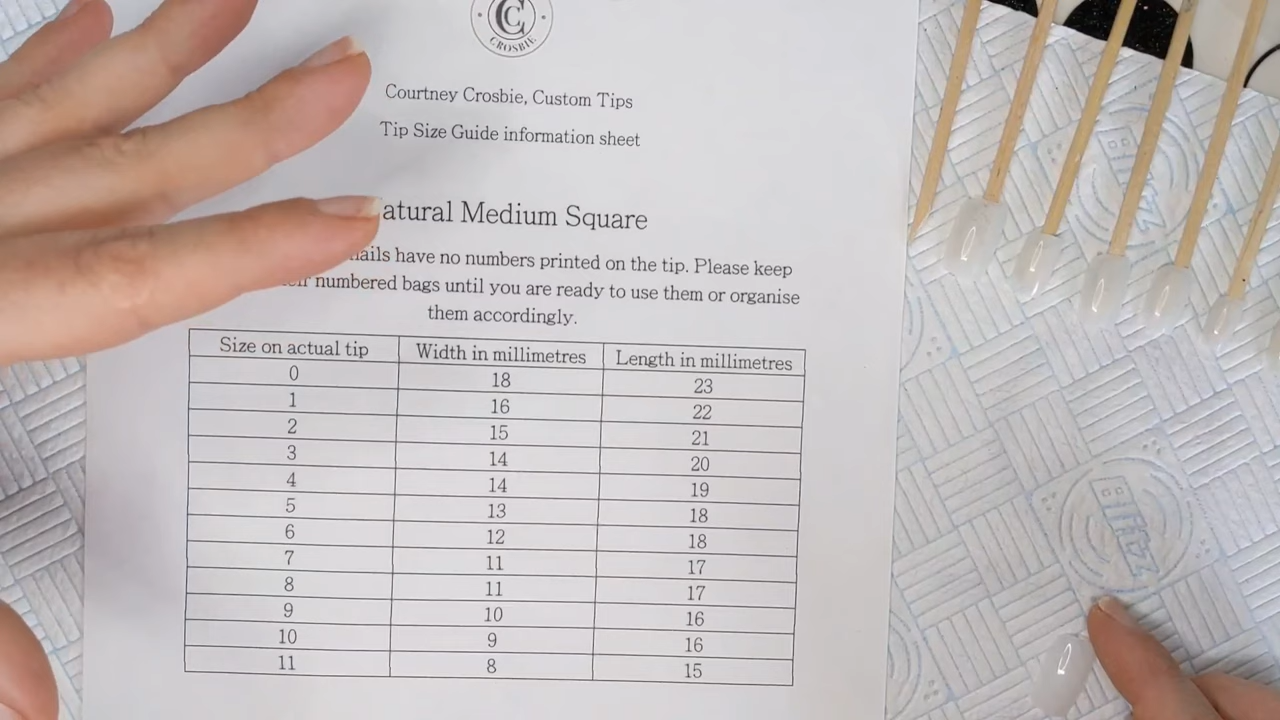 CC
CROSBIE
Courtney Crosbie, Custom Tips
Tip Size Guide information sheet
atural Medium Square
nails have no numbers printed on the tip. Please keep
numbered bags until you are ready to use them or organise
them accordingly.
Size on actual tip Width in millimetres Length in millimetres
0 18 23
1 16 22
2 15 21
3 14 20
4 14 19
5 13 18
6 12 18
7 11 17
8 11 17
9 10 16
10 9 16
11 8 15
Blitz
Blitz